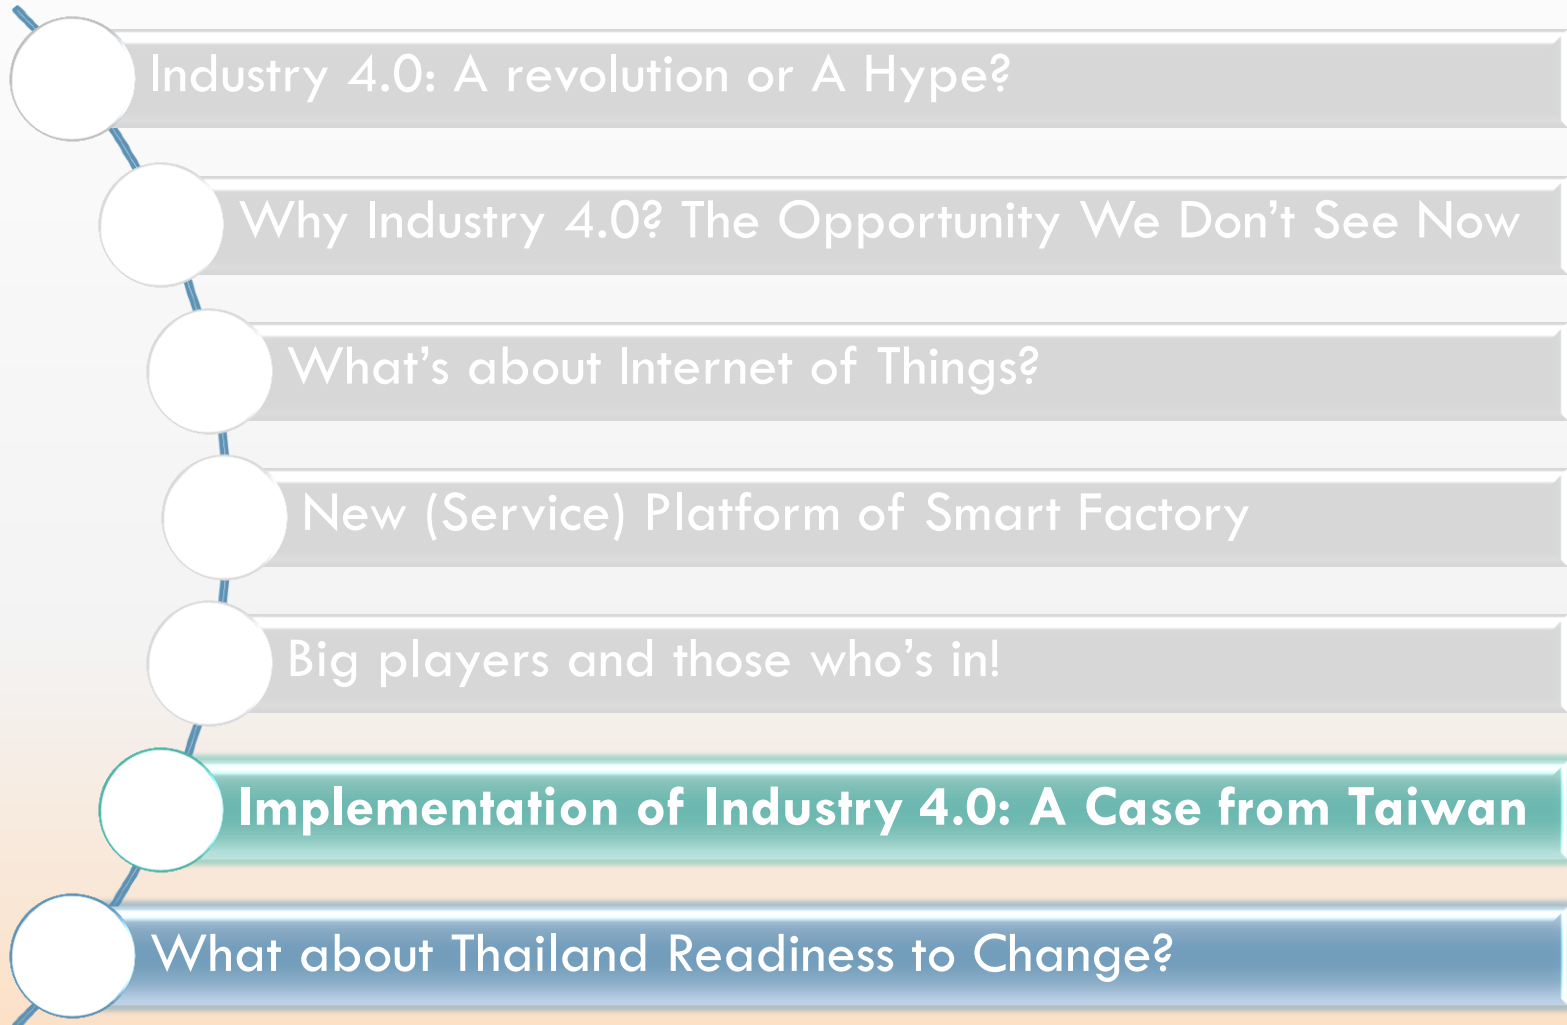 Industry 4.0: A revolution or A Hype?
Why Industry 4.0? The Opportunity We Don’t See Now
What’s about Internet of Things?
New (Service) Platform of Smart Factory
Big players and those who’s in!
Implementation of Industry 4.0: A Case from Taiwan
What about Thailand Readiness to Change?